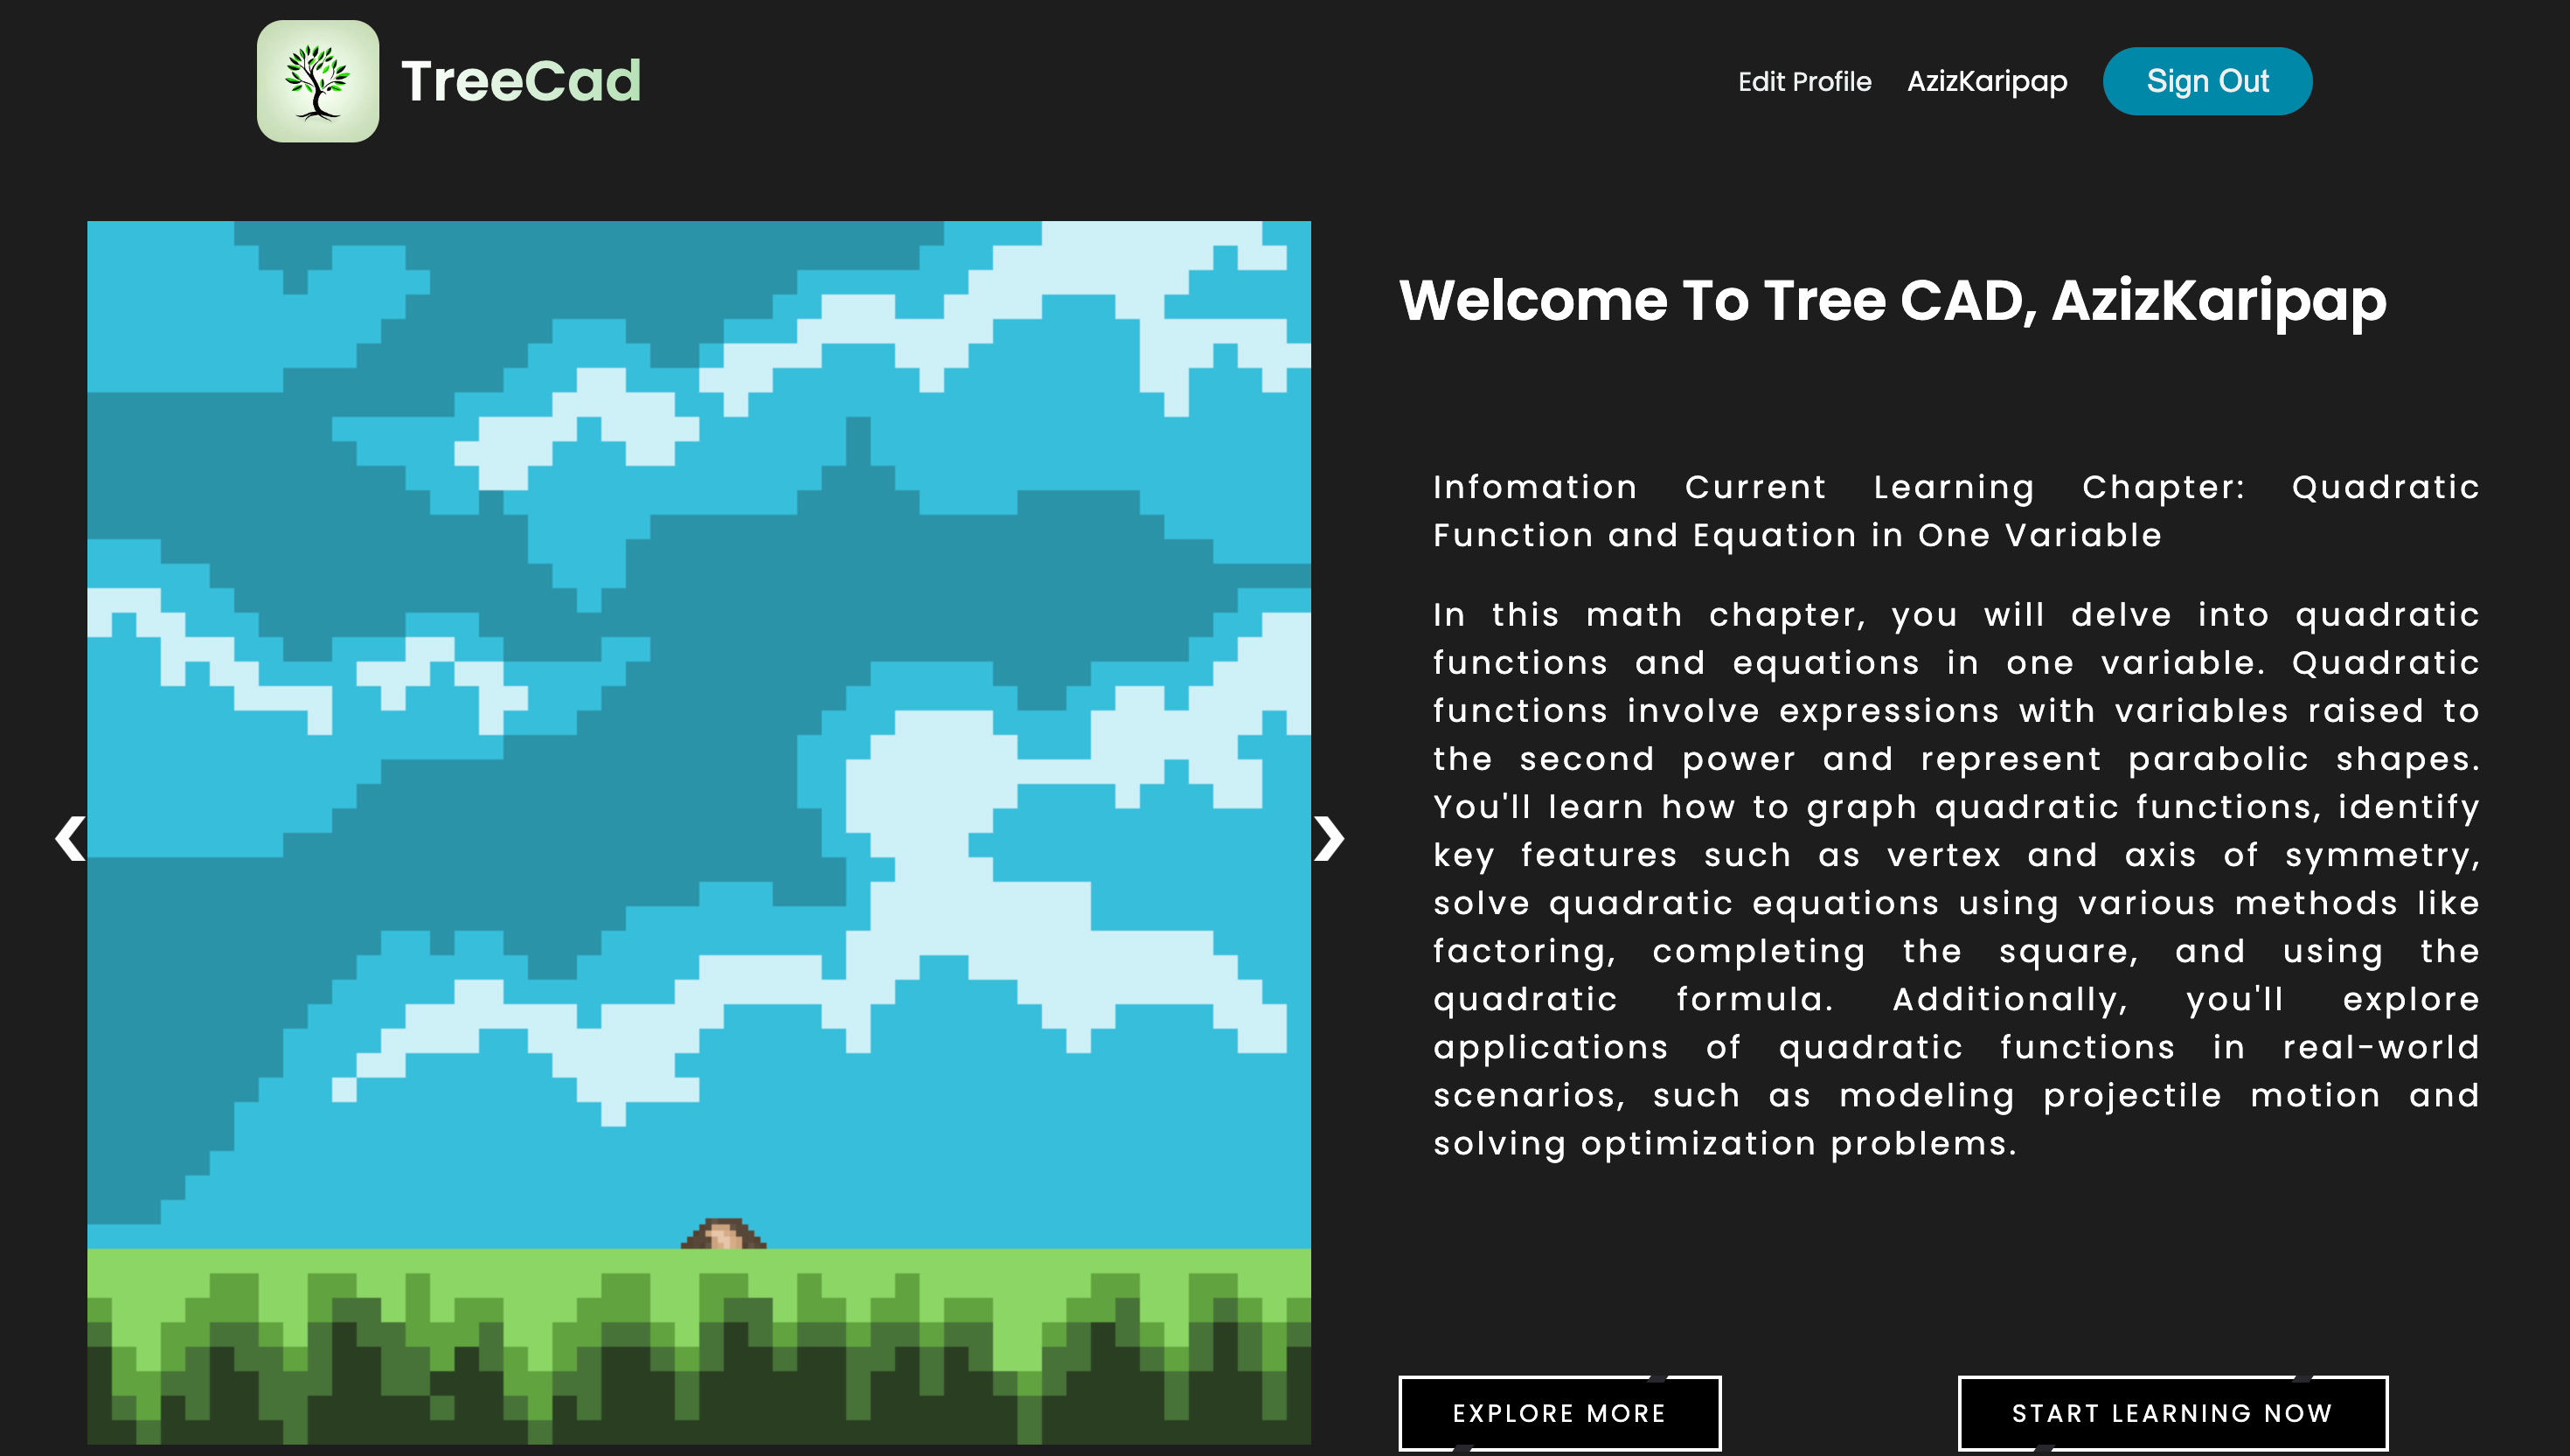 TreeCad
Edit Profile
AzizKaripap
Sign Out
Welcome To Tree CAD, AzizKaripap
Infomation Current Learning Chapter: Quadratic
Function and Equation in One Variable
In this math chapter, you will delve into quadratic
functions and equations in one variable. Quadratic
functions involve expressions with variables raised to
the second power and represent parabolic shapes.
You'll learn how to graph quadratic functions, identify
key features such as vertex and axis of symmetry,
solve quadratic equations using various methods like
factoring, completing the square, and using the
quadratic formula. Additionally, you'll explore
applications of quadratic functions in real-world
scenarios, such as modeling projectile motion and
solving optimization problems.
EXPLORE MORE
START LEARNING NOW